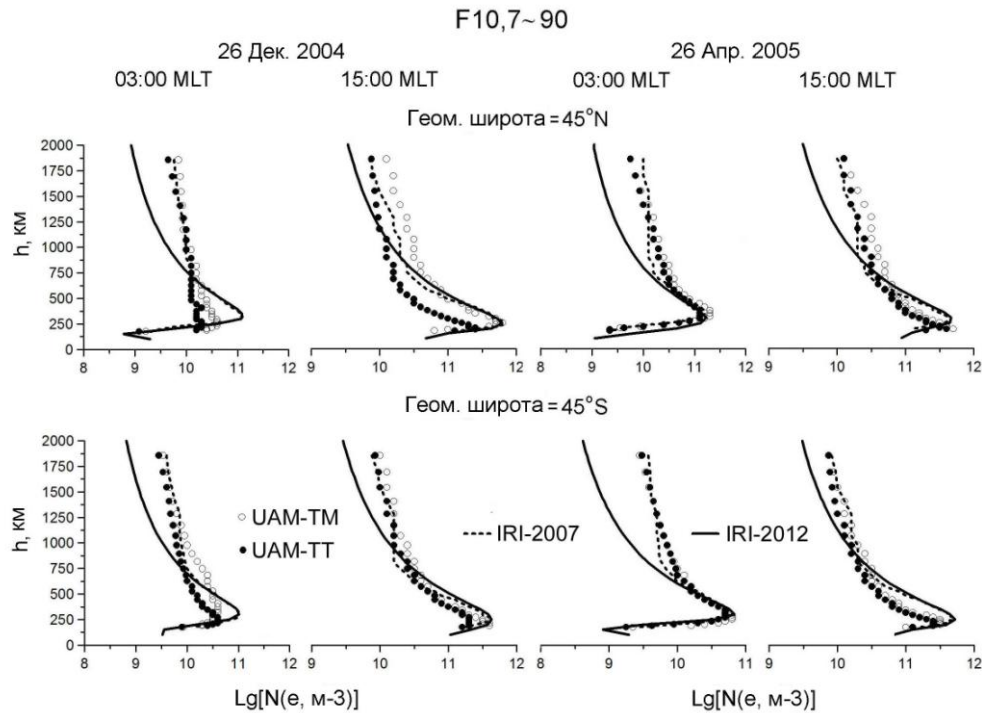 F10,7~90
26 Дек. 2004 26 Апр. 2005
03:00 MLT 15:00 MLT 03:00 MLT 15:00 MLT
Геом. широта = 45°N
h, км
2000
1750
1500
1250
1000
750
500
250
0
8 9 10 11 12 9 10 11 12 9 10 11 12 9 10 11 12
Геом. широта = 45°S
h, км
2000
1750
1500
1250
1000
750
500
250
0
UAM-TM IRI-2007 IRI-2012
UAM-TT
8 9 10 11 12 9 10 11 12 9 10 11 12 9 10 11 12
Lg[N(e, м-3)] Lg[N(e, м-3)]